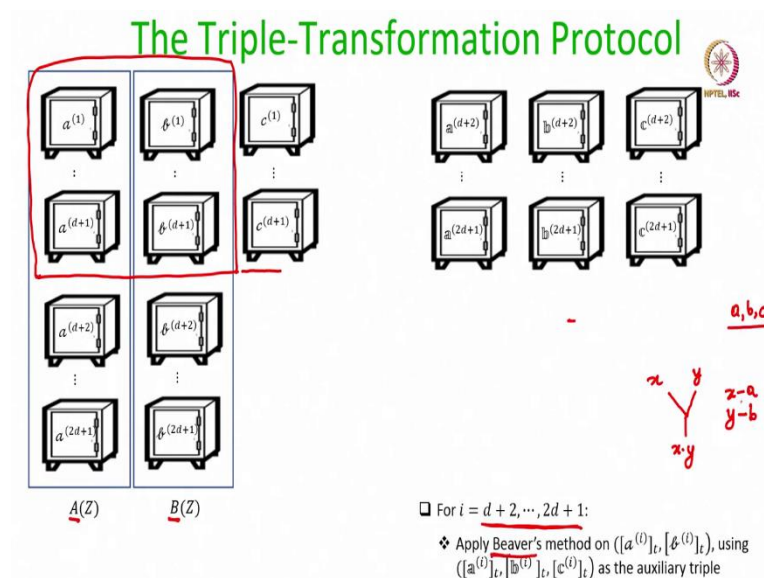 The Triple-Transformation Protocol
NPTEL, IISc
a^(1) 𝒷^(1) c^(1) 𝕒^(d+2) 𝕓^(d+2) 𝕔^(d+2)
⋮ ⋮ ⋮ ⋮ ⋮ ⋮
a^(d+1) 𝒷^(d+1) c^(d+1) 𝕒^(2d+1) 𝕓^(2d+1) 𝕔^(2d+1)
a^(d+2) 𝒷^(d+2)
⋮ ⋮
a^(2d+1) 𝒷^(2d+1)
A(Z) B(Z)
a, b, c
x y
x-a
y-b
x·y
❑ For i = d + 2, ⋯, 2d + 1:
❖ Apply Beaver's method on ([a^(i)]_t, [𝒷^(i)]_t), using
([𝕒^(i)]_t, [𝕓^(i)]_t, [𝕔^(i)]_t) as the auxiliary triple